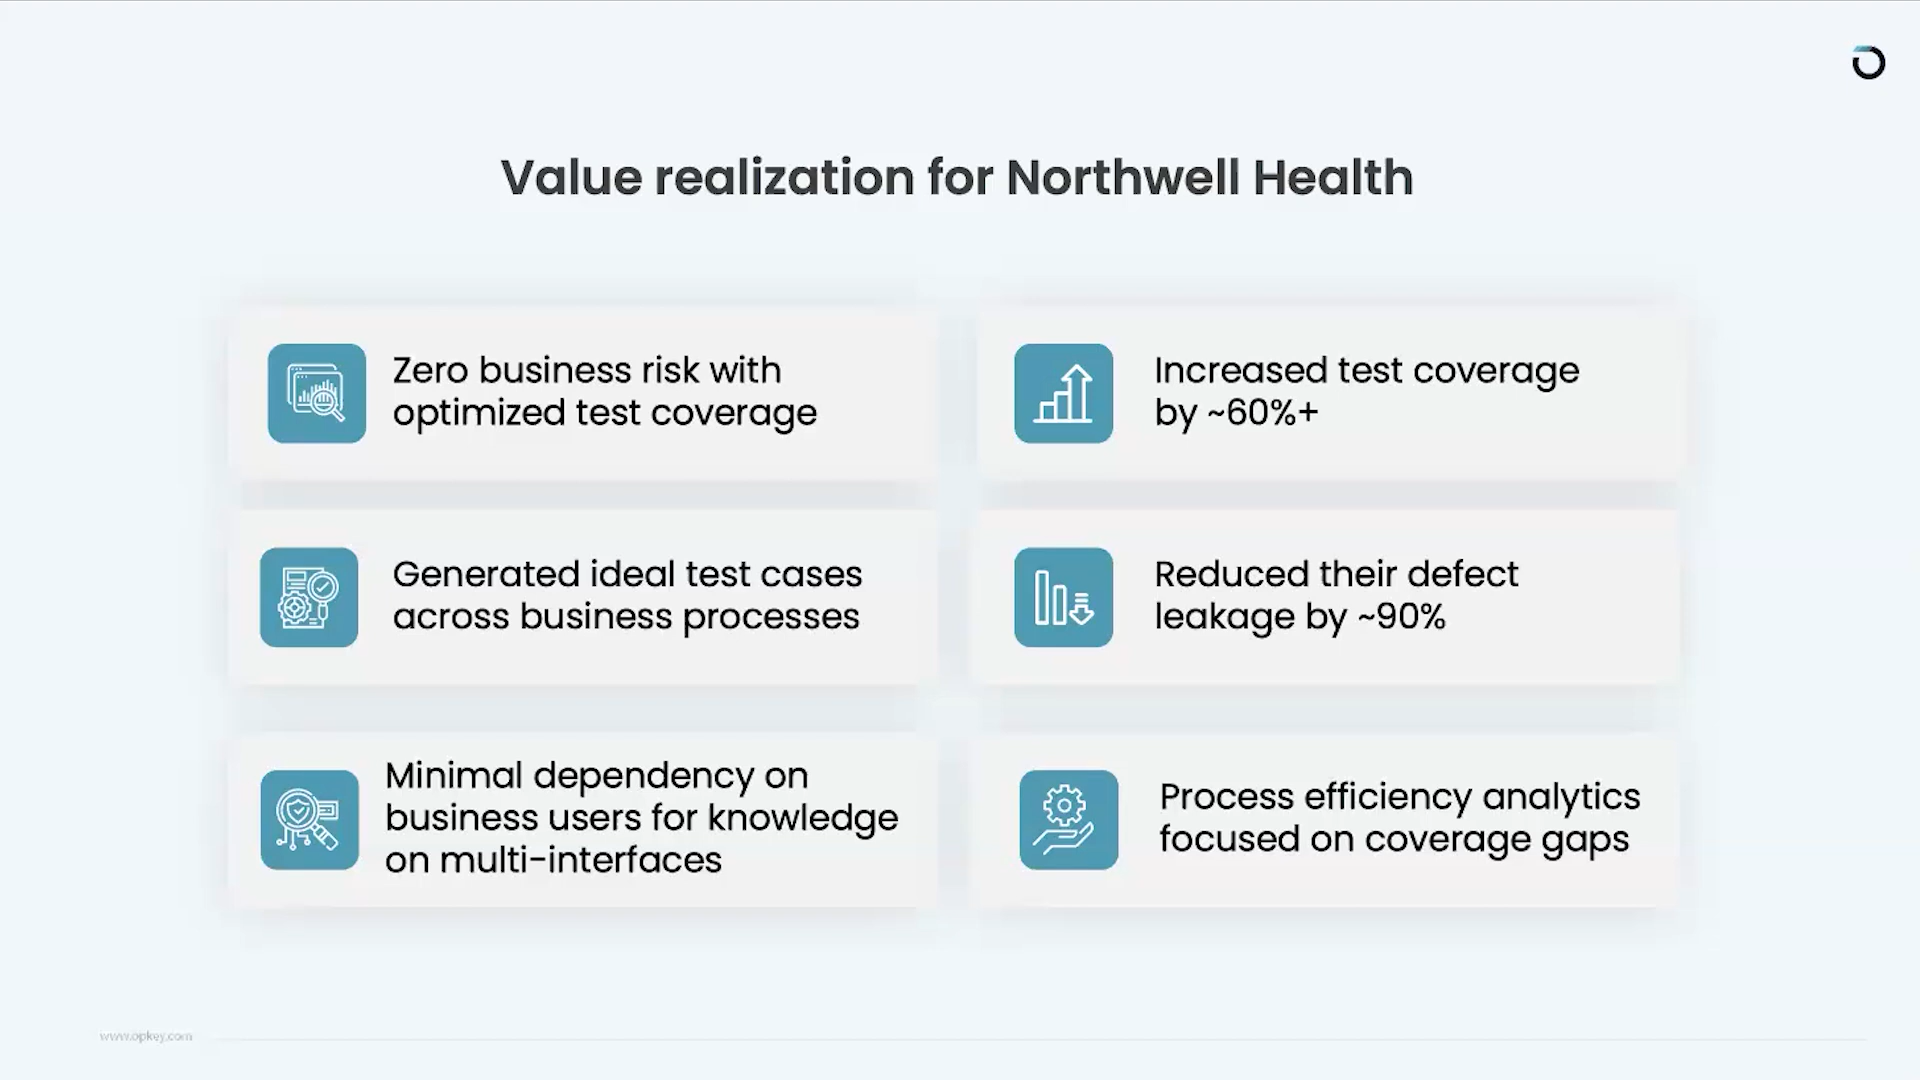 Value realization for Northwell Health
Zero business risk with
optimized test coverage
Increased test coverage
by ~60%+
Generated ideal test cases
across business processes
Reduced their defect
leakage by ~90%
Minimal dependency on
business users for knowledge
on multi-interfaces
Process efficiency analytics
focused on coverage gaps
www.opkey.com